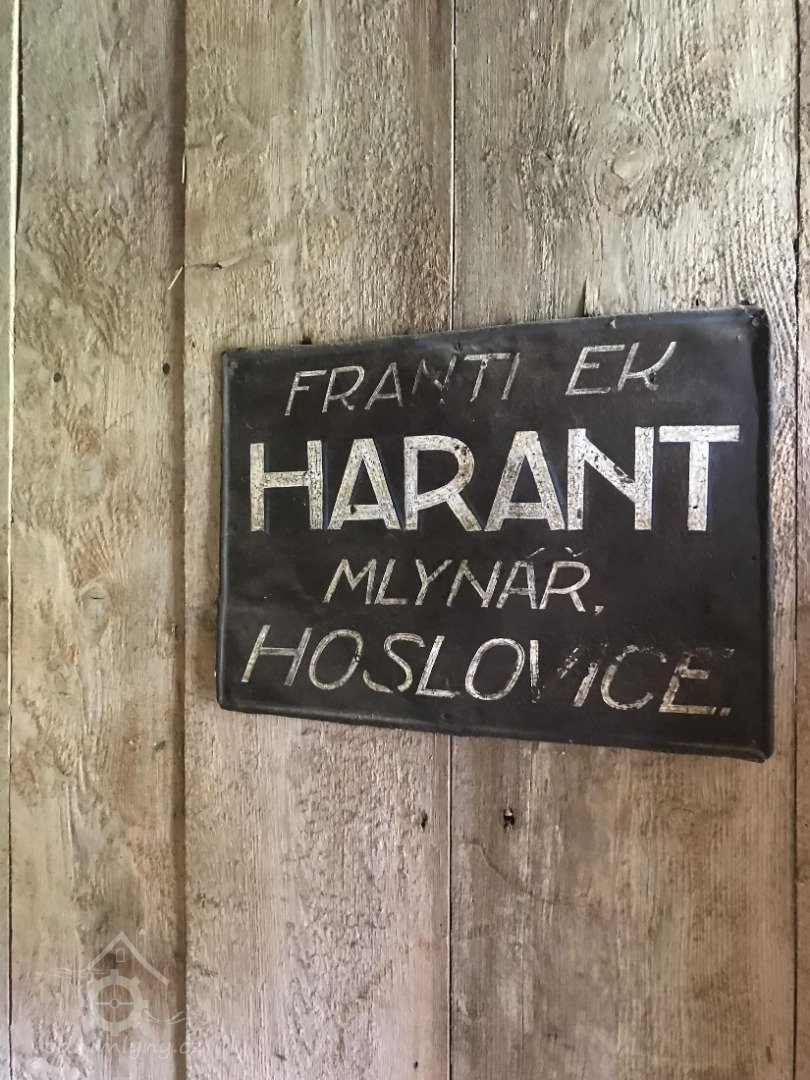 FRANTI EK
HARANT
MLYNÁŘ,
HOSLOVICE.